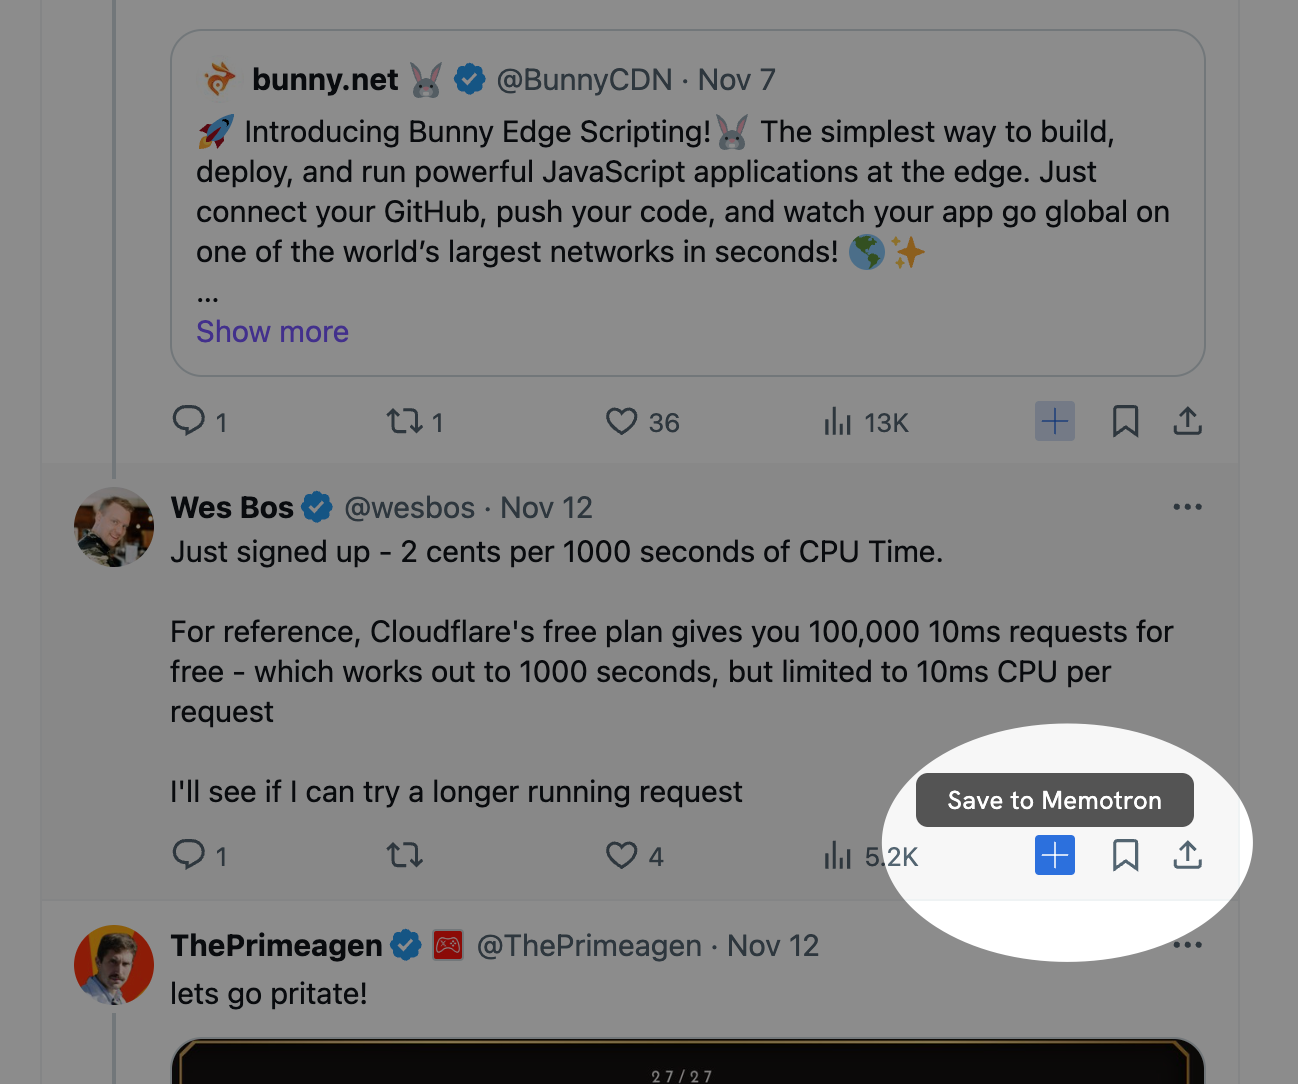 bunny.net 🐰 @BunnyCDN · Nov 7
🚀 Introducing Bunny Edge Scripting!🐰 The simplest way to build,
deploy, and run powerful JavaScript applications at the edge. Just
connect your GitHub, push your code, and watch your app go global on
one of the world’s largest networks in seconds! 🌎✨
...
Show more
1 1 36 13K
Wes Bos @wesbos · Nov 12
Just signed up - 2 cents per 1000 seconds of CPU Time.
For reference, Cloudflare's free plan gives you 100,000 10ms requests for
free - which works out to 1000 seconds, but limited to 10ms CPU per
request
I'll see if I can try a longer running request
Save to Memotron
1 4 5.2K
ThePrimeagen @ThePrimeagen · Nov 12
lets go pritate!
27/27